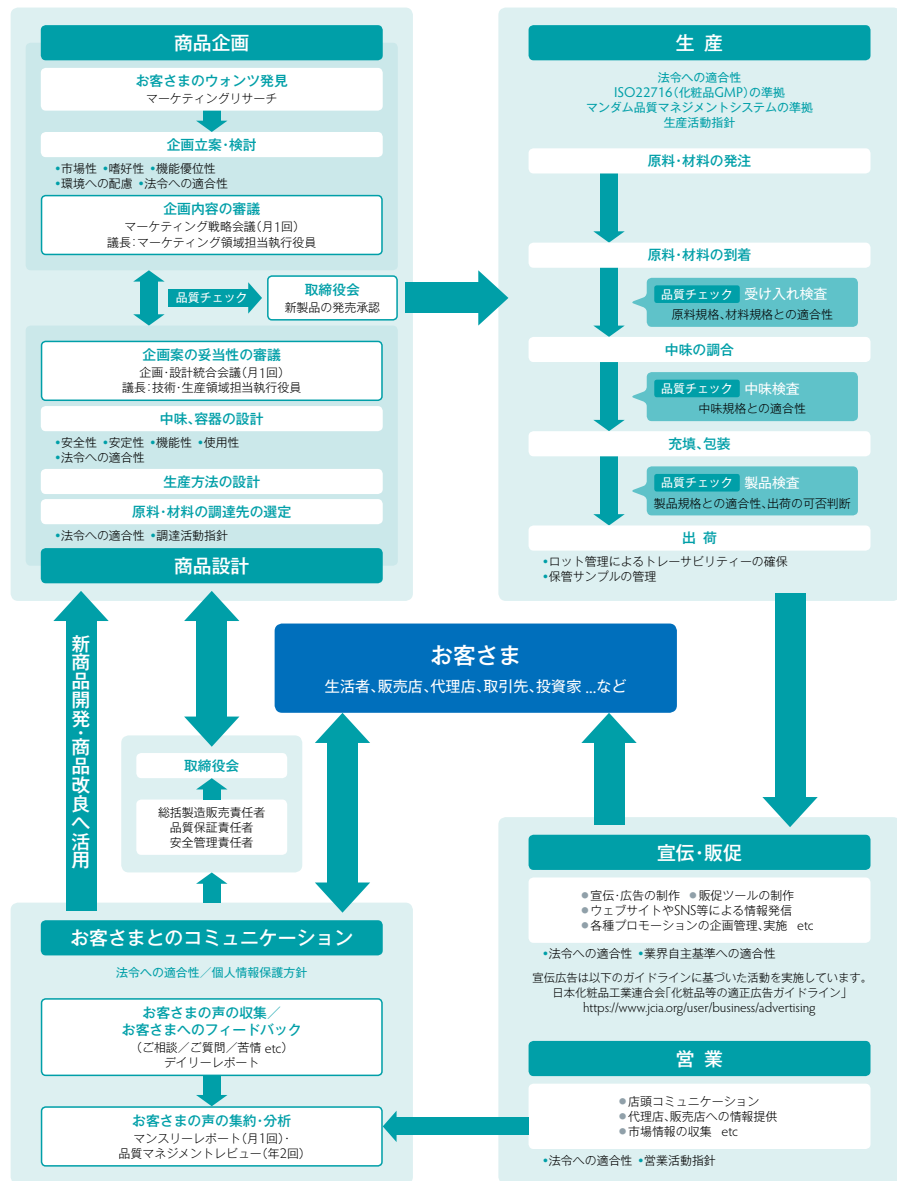 商品企画
お客さまのウォンツ発見
マーケティングリサーチ
企画立案・検討
•市場性 •嗜好性 •機能優位性
•環境への配慮 •法令への適合性
企画内容の審議
マーケティング戦略会議(月1回)
議長：マーケティング領域担当執行役員
品質チェック
取締役会
新製品の発売承認
企画案の妥当性の審議
企画・設計統合会議(月1回)
議長：技術・生産領域担当執行役員
中味、容器の設計
•安全性 •安定性 •機能性 •使用性
•法令への適合性
生産方法の設計
原料・材料の調達先の選定
•法令への適合性 •調達活動指針
商品設計
生 産
法令への適合性
ISO22716（化粧品GMP）の準拠
マンダム品質マネジメントシステムの準拠
生産活動指針
原料・材料の発注
原料・材料の到着
品質チェック 受け入れ検査
原料規格、材料規格との適合性
中味の調合
品質チェック 中味検査
中味規格との適合性
充填、包装
品質チェック 製品検査
製品規格との適合性、出荷の可否判断
出 荷
•ロット管理によるトレーサビリティーの確保
•保管サンプルの管理
新商品開発・商品改良へ活用
お客さま
生活者、販売店、代理店、取引先、投資家 ...など
取締役会
総括製造販売責任者
品質保証責任者
安全管理責任者
お客さまとのコミュニケーション
法令への適合性／個人情報保護方針
お客さまの声の収集／
お客さまへのフィードバック
（ご相談／ご質問／苦情 etc）
デイリーレポート
お客さまの声の集約・分析
マンスリーレポート（月1回）・
品質マネジメントレビュー（年2回）
宣伝・販促
●宣伝・広告の制作 ●販促ツールの制作
●ウェブサイトやSNS等による情報発信
●各種プロモーションの企画管理、実施 etc
•法令への適合性 •業界自主基準への適合性
宣伝広告は以下のガイドラインに基づいた活動を実施しています。
日本化粧品工業連合会「化粧品等の適正広告ガイドライン」
https://www.jcia.org/user/business/advertising
営 業
●店頭コミュニケーション
●代理店、販売店への情報提供
●市場情報の収集 etc
•法令への適合性 •営業活動指針